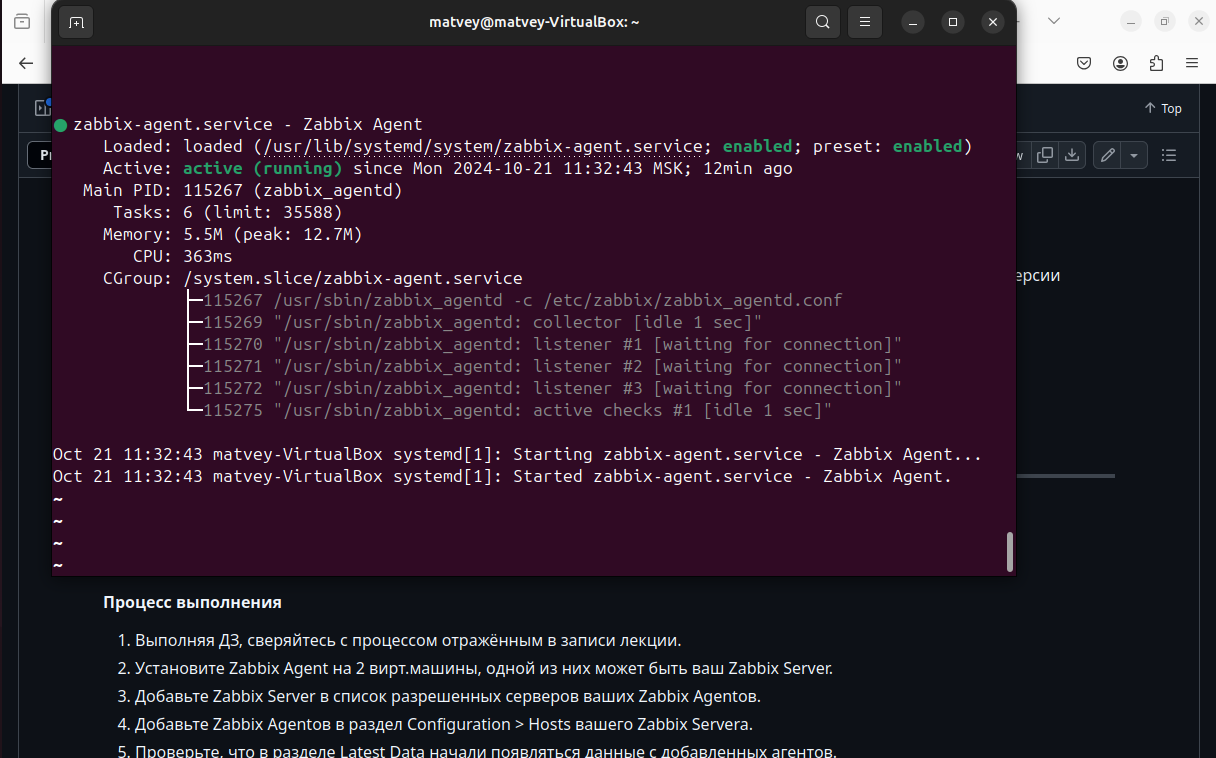 matvey@matvey-VirtualBox: ~
Top
zabbix-agent.service - Zabbix Agent
Loaded: loaded (/usr/lib/systemd/system/zabbix-agent.service; enabled; preset: enabled)
Active: active (running) since Mon 2024-10-21 11:32:43 MSK; 12min ago
Main PID: 115267 (zabbix_agentd)
Tasks: 6 (limit: 35588)
Memory: 5.5M (peak: 12.7M)
CPU: 363ms
CGroup: /system.slice/zabbix-agent.service
├─115267 /usr/sbin/zabbix_agentd -c /etc/zabbix/zabbix_agentd.conf
├─115269 "/usr/sbin/zabbix_agentd: collector [idle 1 sec]"
├─115270 "/usr/sbin/zabbix_agentd: listener #1 [waiting for connection]"
├─115271 "/usr/sbin/zabbix_agentd: listener #2 [waiting for connection]"
├─115272 "/usr/sbin/zabbix_agentd: listener #3 [waiting for connection]"
└─115275 "/usr/sbin/zabbix_agentd: active checks #1 [idle 1 sec]"
Oct 21 11:32:43 matvey-VirtualBox systemd[1]: Starting zabbix-agent.service - Zabbix Agent...
Oct 21 11:32:43 matvey-VirtualBox systemd[1]: Started zabbix-agent.service - Zabbix Agent.
~
~
~
~
Процесс выполнения
1. Выполняя ДЗ, сверяйтесь с процессом отражённым в записи лекции.
2. Установите Zabbix Agent на 2 вирт.машины, одной из них может быть ваш Zabbix Server.
3. Добавьте Zabbix Server в список разрешенных серверов ваших Zabbix Agentов.
4. Добавьте Zabbix Agentов в раздел Configuration > Hosts вашего Zabbix Servera.
5. Проверьте, что в разделе Latest Data начали появляться данные с добавленных агентов.